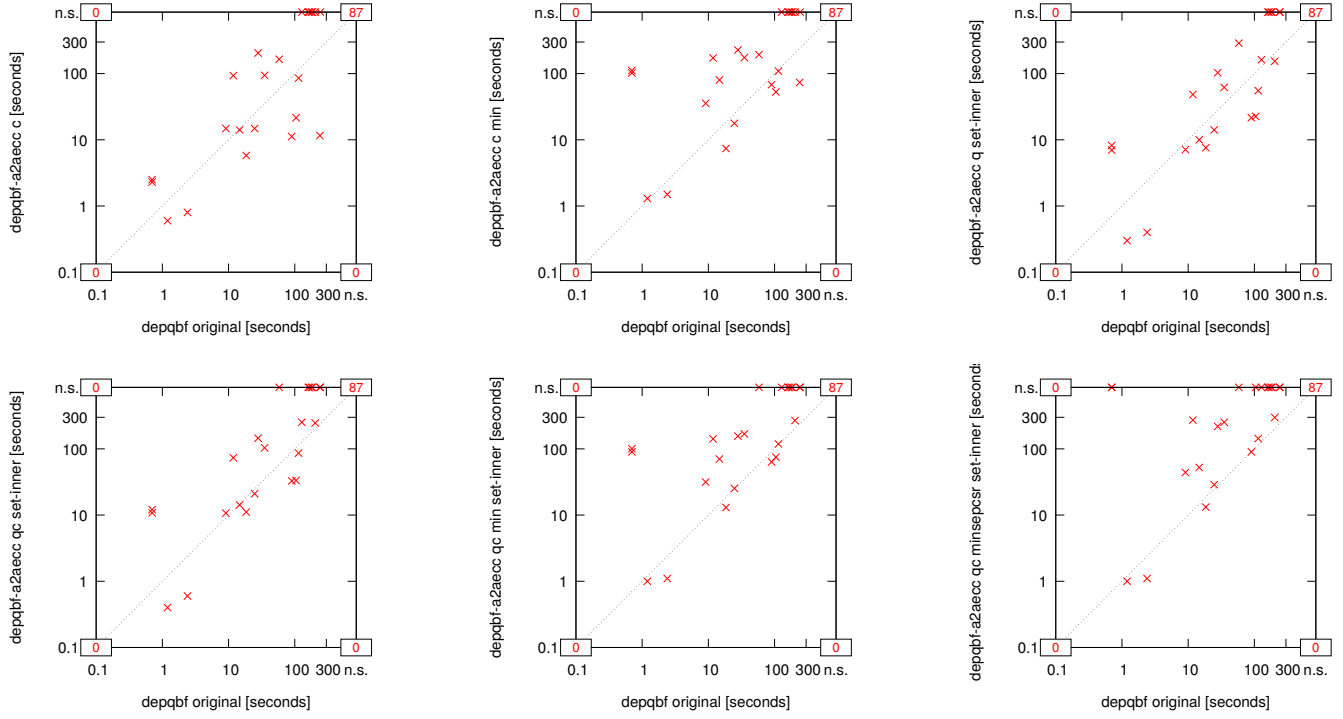 n.s. 0 87
300
100
10
1
0.1 0 0
0.1 1 10 100 300 n.s.
depqbf original [seconds]
depqbf-a2aecc c [seconds]
n.s. 0 87
300
100
10
1
0.1 0 0
0.1 1 10 100 300 n.s.
depqbf original [seconds]
depqbf-a2aecc c min [seconds]
n.s. 0 87
300
100
10
1
0.1 0 0
0.1 1 10 100 300 n.s.
depqbf original [seconds]
depqbf-a2aecc q set-inner [seconds]
n.s. 0 87
300
100
10
1
0.1 0 0
0.1 1 10 100 300 n.s.
depqbf original [seconds]
depqbf-a2aecc qc set-inner [seconds]
n.s. 0 87
300
100
10
1
0.1 0 0
0.1 1 10 100 300 n.s.
depqbf original [seconds]
depqbf-a2aecc qc min set-inner [seconds]
n.s. 0 87
300
100
10
1
0.1 0 0
0.1 1 10 100 300 n.s.
depqbf original [seconds]
depqbf-a2aecc qc minsepcsr set-inner [second